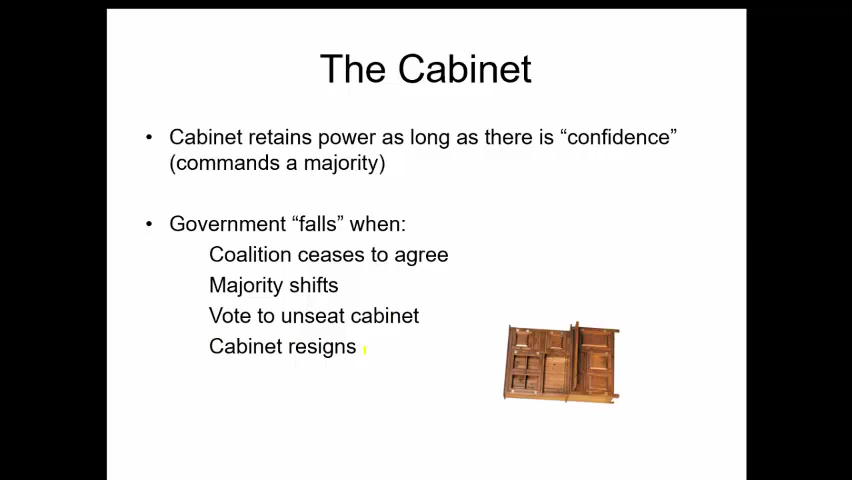 The Cabinet
• Cabinet retains power as long as there is “confidence”
(commands a majority)
• Government “falls” when:
Coalition ceases to agree
Majority shifts
Vote to unseat cabinet
Cabinet resigns